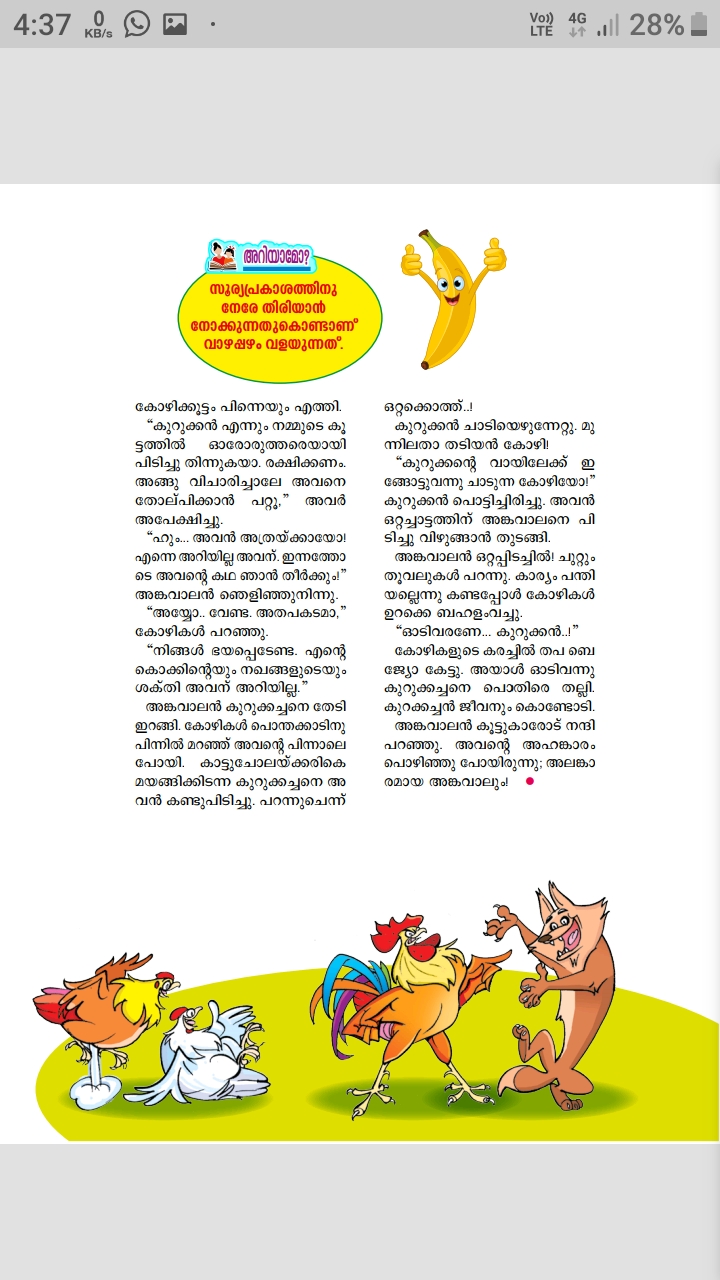 4:37
0
KB/s
Vo))
LTE
4G
28%
അറിയാമോ?
സൂര്യപ്രകാശത്തിനു
നേരേ തിരിയാൻ
നോക്കുന്നതുകൊണ്ടാണ്
വാഴപ്പഴം വളയുന്നത്.
കോഴിക്കൂട്ടം പിന്നെയും എത്തി.
“കുറുക്കൻ എന്നും നമ്മുടെ കൂ
ട്ടത്തിൽ ഓരോരുത്തരെയായി
പിടിച്ചു തിന്നുകയാ. രക്ഷിക്കണം.
അങ്ങു വിചാരിച്ചാലേ അവനെ
തോല്പിക്കാൻ പറ്റൂ,” അവർ
അപേക്ഷിച്ചു.
“ഹും... അവൻ അത്രയ്ക്കായോ!
എന്നെ അറിയില്ല അവന്. ഇന്നത്തോ
ടെ അവന്റെ കഥ ഞാൻ തീർക്കും!”
അങ്കവാലൻ ഞെളിഞ്ഞുനിന്നു.
“അയ്യോ.. വേണ്ട. അതപകടമാ,”
കോഴികൾ പറഞ്ഞു.
“നിങ്ങൾ ഭയപ്പെടേണ്ട. എന്റെ
കൊക്കിന്റെയും നഖങ്ങളുടെയും
ശക്തി അവന് അറിയില്ല.”
അങ്കവാലൻ കുറുക്കച്ചനെ തേടി
ഇറങ്ങി. കോഴികൾ പൊന്തക്കാടിനു
പിന്നിൽ മറഞ്ഞ് അവന്റെ പിന്നാലെ
പോയി. കാട്ടുചോലയ്ക്കരികെ
മയങ്ങിക്കിടന്ന കുറുക്കച്ചനെ അ
വൻ കണ്ടുപിടിച്ചു. പറന്നുചെന്ന്
ഒറ്റക്കൊത്ത്..!
കുറുക്കൻ ചാടിയെഴുന്നേറ്റു. മു
ന്നിലതാ തടിയൻ കോഴി!
“കുറുക്കന്റെ വായിലേക്ക് ഇ
ങ്ങോട്ടുവന്നു ചാടുന്ന കോഴിയോ!”
കുറുക്കൻ പൊട്ടിച്ചിരിച്ചു. അവൻ
ഒറ്റച്ചാട്ടത്തിന് അങ്കവാലനെ പി
ടിച്ചു വിഴുങ്ങാൻ തുടങ്ങി.
അങ്കവാലൻ ഒറ്റപ്പിടച്ചിൽ! ചുറ്റും
തൂവലുകൾ പറന്നു. കാര്യം പന്തി
യല്ലെന്നു കണ്ടപ്പോൾ കോഴികൾ
ഉറക്കെ ബഹളംവച്ചു.
“ഓടിവരണേ... കുറുക്കൻ..!”
കോഴികളുടെ കരച്ചിൽ തപ ബെ
ജ്യോ കേട്ടു. അയാൾ ഓടിവന്നു
കുറുക്കച്ചനെ പൊതിരെ തല്ലി.
കുറക്കച്ചൻ ജീവനും കൊണ്ടോടി.
അങ്കവാലൻ കൂട്ടുകാരോട് നന്ദി
പറഞ്ഞു. അവന്റെ അഹങ്കാരം
പൊഴിഞ്ഞു പോയിരുന്നു; അലങ്കാ
രമായ അങ്കവാലും!